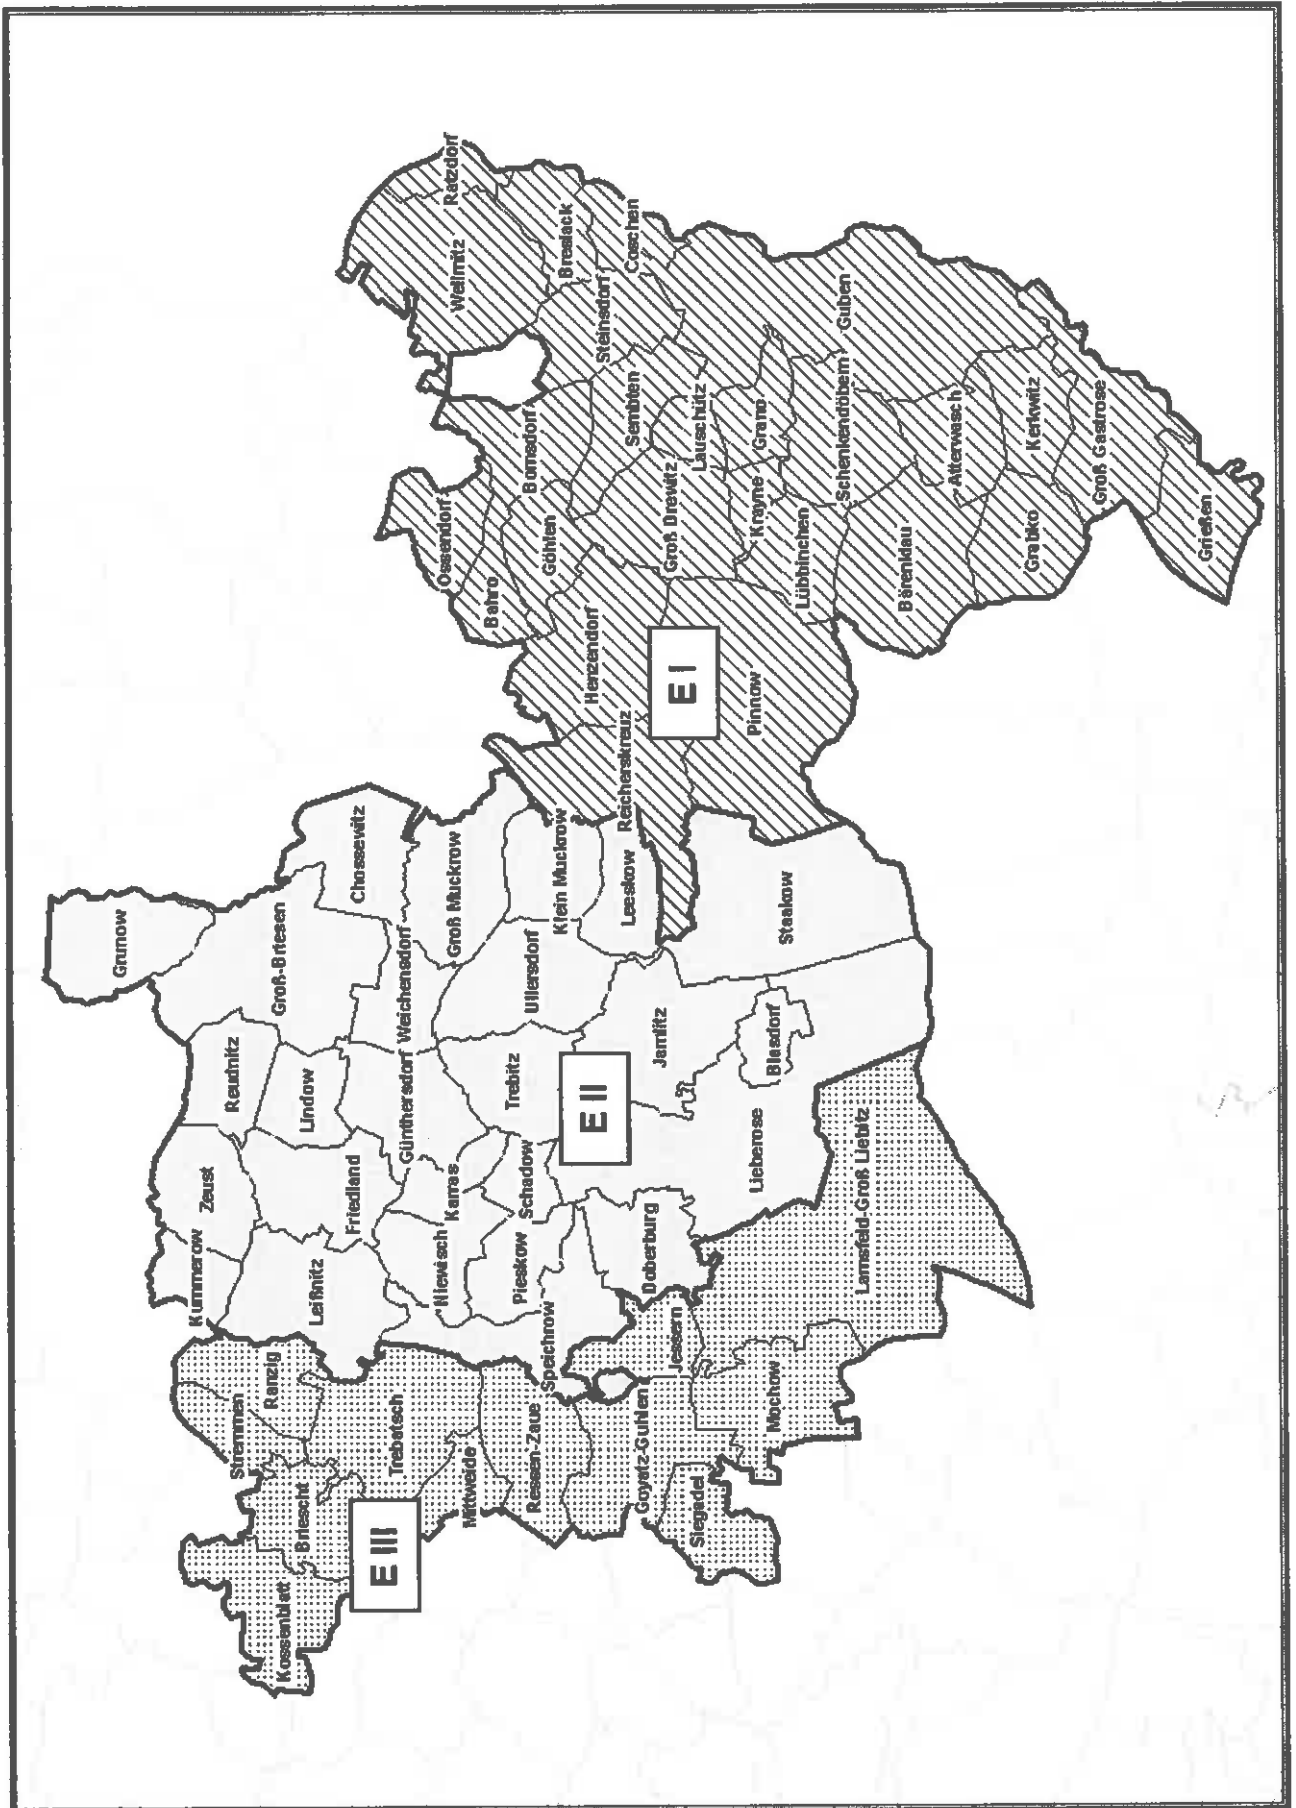 Grunow
Kummerow
Zeust
Reudnitz
Groß-Briesen
Chossewitz
Leißnitz
Lindow
Friedland
Günthersdorf
Weichensdorf
Groß Muckrow
Niewisch
Karras
Trebitz
Ullersdorf
Klein Muckrow
Pieskow
Schadow
Speichrow
Leeskow
Doberburg
Jamlitz
Staakow
Lieberose
Blasdorf
E II
Kossenblatt
Briescht
Stremmen
Ranzig
Trebatsch
E III
Mittweide
Ressen-Zaue
Goyatz-Guhlen
Jessern
Siegadel
Mochow
Lamsfeld-Groß Liebitz
Ratzdorf
Wellmitz
Breslack
Coschen
Steinsdorf
Ossendorf
Bahro
Bomsdorf
Göhlen
Sembten
Henzendorf
Reicherskreuz
Groß Drewitz
Lauschütz
E I
Pinnow
Krayne
Grano
Lübbinchen
Schenkendöbern
Guben
Bärenklau
Atterwasch
Grabko
Kerkwitz
Groß Gastrose
Grießen